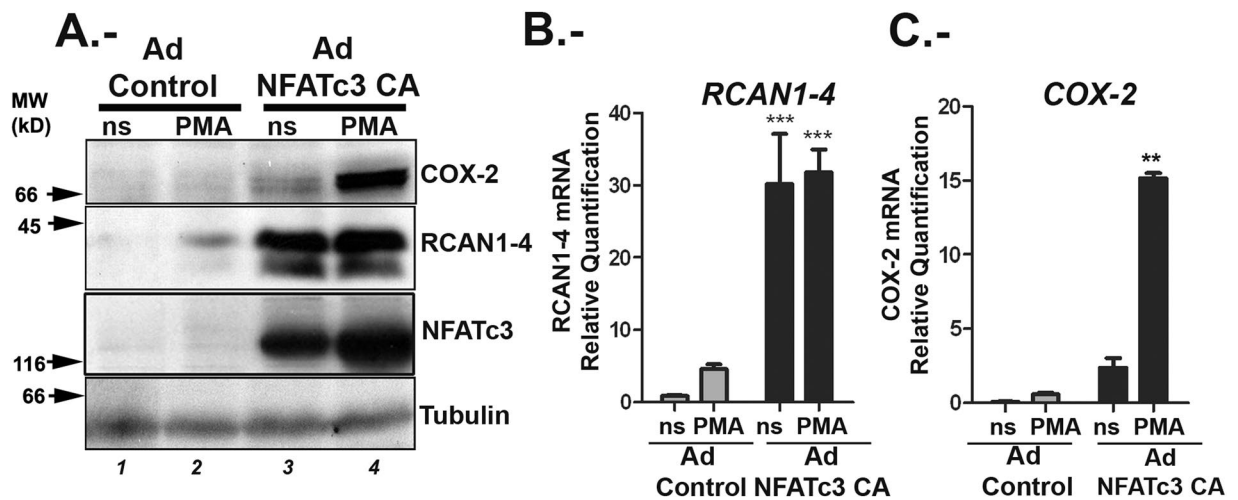 A.-
Ad
Control
Ad
NFATc3 CA
MW
(kD)
ns
PMA
ns
PMA
66
COX-2
45
RCAN1-4
NFATc3
116
66
Tubulin
1
2
3
4
B.-
RCAN1-4
RCAN1-4 mRNA
Relative Quantification
40
30
20
10
0
***
***
ns PMA
ns PMA
Ad
Control
Ad
NFATc3 CA
C.-
COX-2
COX-2 mRNA
Relative Quantification
20
15
10
5
0
**
ns PMA
ns PMA
Ad
Control
Ad
NFATc3 CA